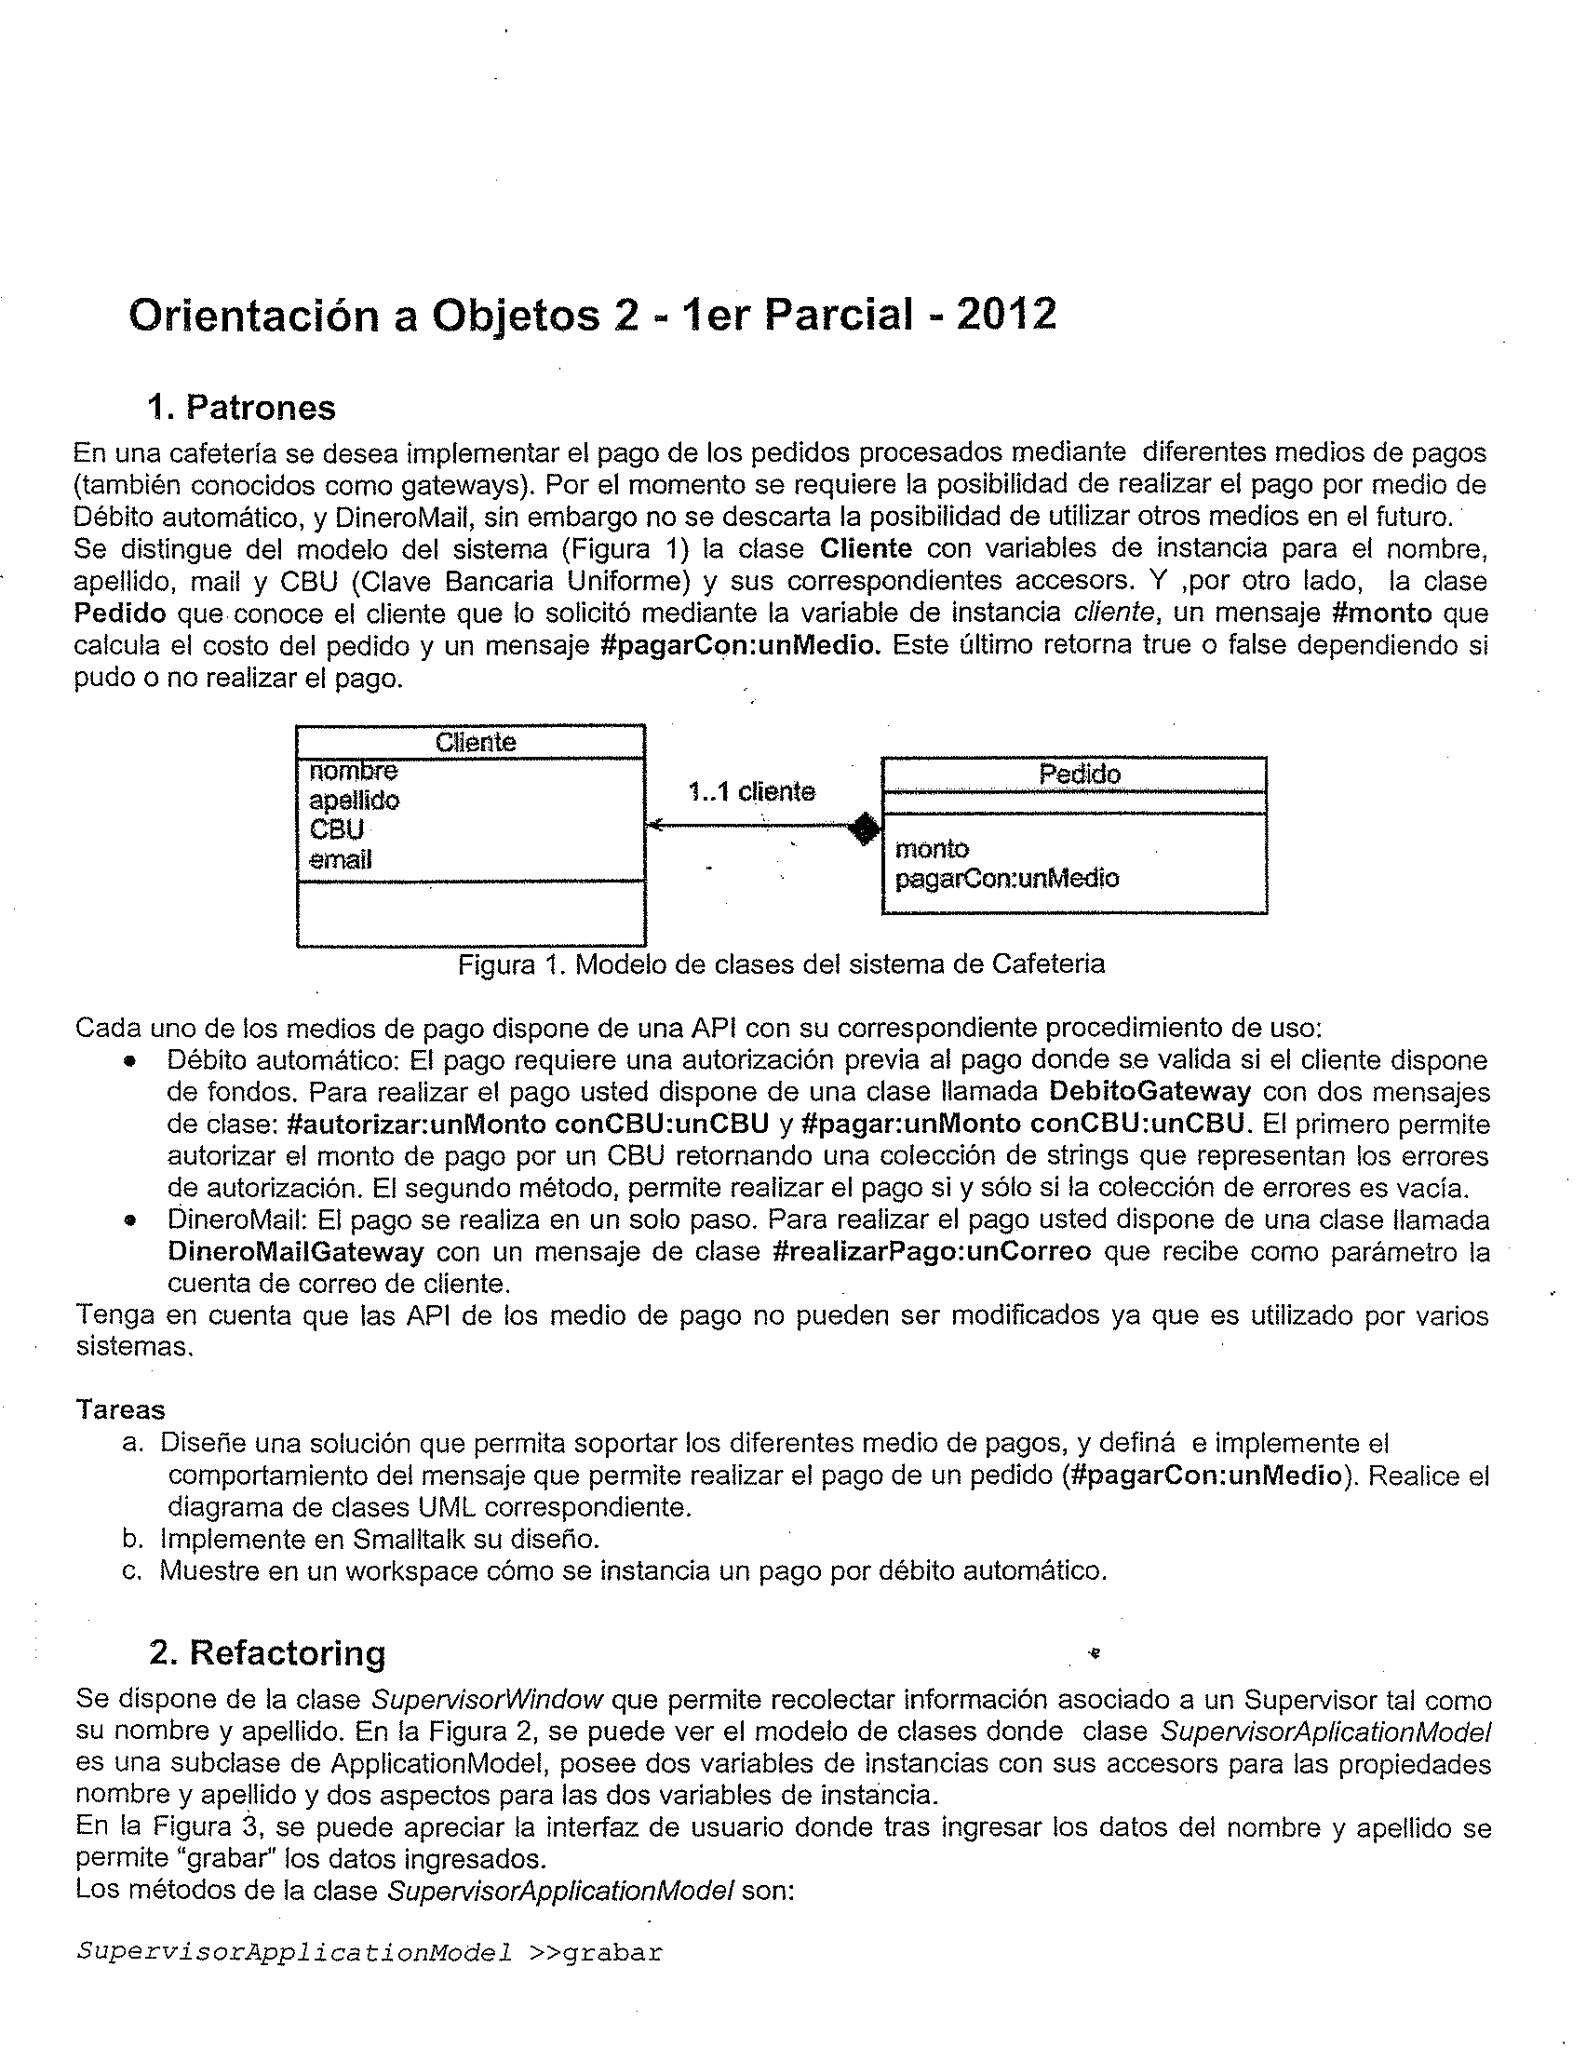 Orientación a Objetos 2 - 1er Parcial - 2012
1. Patrones
En una cafetería se desea implementar el pago de los pedidos procesados mediante diferentes medios de pagos
(también conocidos como gateways). Por el momento se requiere la posibilidad de realizar el pago por medio de
Débito automático, y DineroMail, sin embargo no se descarta la posibilidad de utilizar otros medios en el futuro.
Se distingue del modelo del sistema (Figura 1) la clase Cliente con variables de instancia para el nombre,
apellido, mail y CBU (Clave Bancaria Uniforme) y sus correspondientes accesors. Y ,por otro lado, la clase
Pedido que conoce el cliente que lo solicitó mediante la variable de instancia cliente, un mensaje #monto que
calcula el costo del pedido y un mensaje #pagarCon:unMedio. Este último retorna true o false dependiendo si
pudo o no realizar el pago.
Cliente
nombre
apellido
CBU
email
1..1 cliente
Pedido
monto
pagarCon:unMedio
Figura 1. Modelo de clases del sistema de Cafeteria
Cada uno de los medios de pago dispone de una API con su correspondiente procedimiento de uso:
• Débito automático: El pago requiere una autorización previa al pago donde se valida si el cliente dispone
de fondos. Para realizar el pago usted dispone de una clase llamada DebitoGateway con dos mensajes
de clase: #autorizar:unMonto conCBU:unCBU y #pagar:unMonto conCBU:unCBU. El primero permite
autorizar el monto de pago por un CBU retornando una colección de strings que representan los errores
de autorización. El segundo método, permite realizar el pago si y sólo si la colección de errores es vacía.
• DineroMail: El pago se realiza en un solo paso. Para realizar el pago usted dispone de una clase llamada
DineroMailGateway con un mensaje de clase #realizarPago:unCorreo que recibe como parámetro la
cuenta de correo de cliente.
Tenga en cuenta que las API de los medio de pago no pueden ser modificados ya que es utilizado por varios
sistemas.
Tareas
a. Diseñe una solución que permita soportar los diferentes medio de pagos, y definá e implemente el
comportamiento del mensaje que permite realizar el pago de un pedido (#pagarCon:unMedio). Realice el
diagrama de clases UML correspondiente.
b. Implemente en Smalltalk su diseño.
c. Muestre en un workspace cómo se instancia un pago por débito automático.
2. Refactoring
Se dispone de la clase SupervisorWindow que permite recolectar información asociado a un Supervisor tal como
su nombre y apellido. En la Figura 2, se puede ver el modelo de clases donde clase SupervisorAplicationModel
es una subclase de ApplicationModel, posee dos variables de instancias con sus accesors para las propiedades
nombre y apellido y dos aspectos para las dos variables de instancia.
En la Figura 3, se puede apreciar la interfaz de usuario donde tras ingresar los datos del nombre y apellido se
permite "grabar" los datos ingresados.
Los métodos de la clase SupervisorApplicationModel son:
SupervisorApplicationModel >>grabar